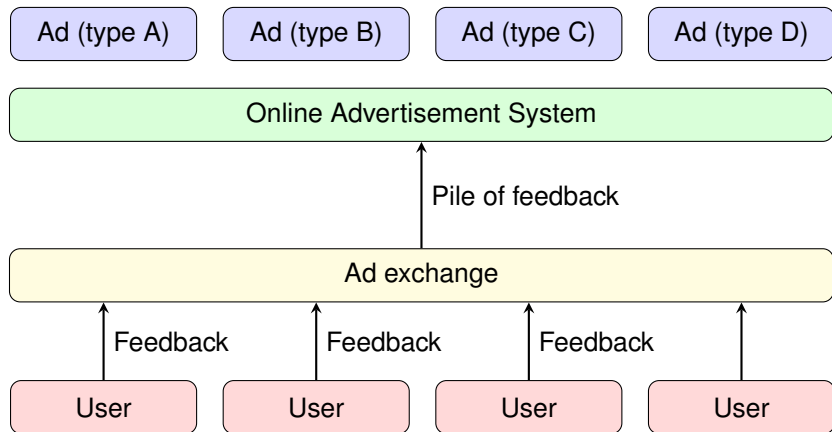 Ad (type A) Ad (type B) Ad (type C) Ad (type D)
Online Advertisement System
Pile of feedback
Ad exchange
Feedback Feedback Feedback
User User User User